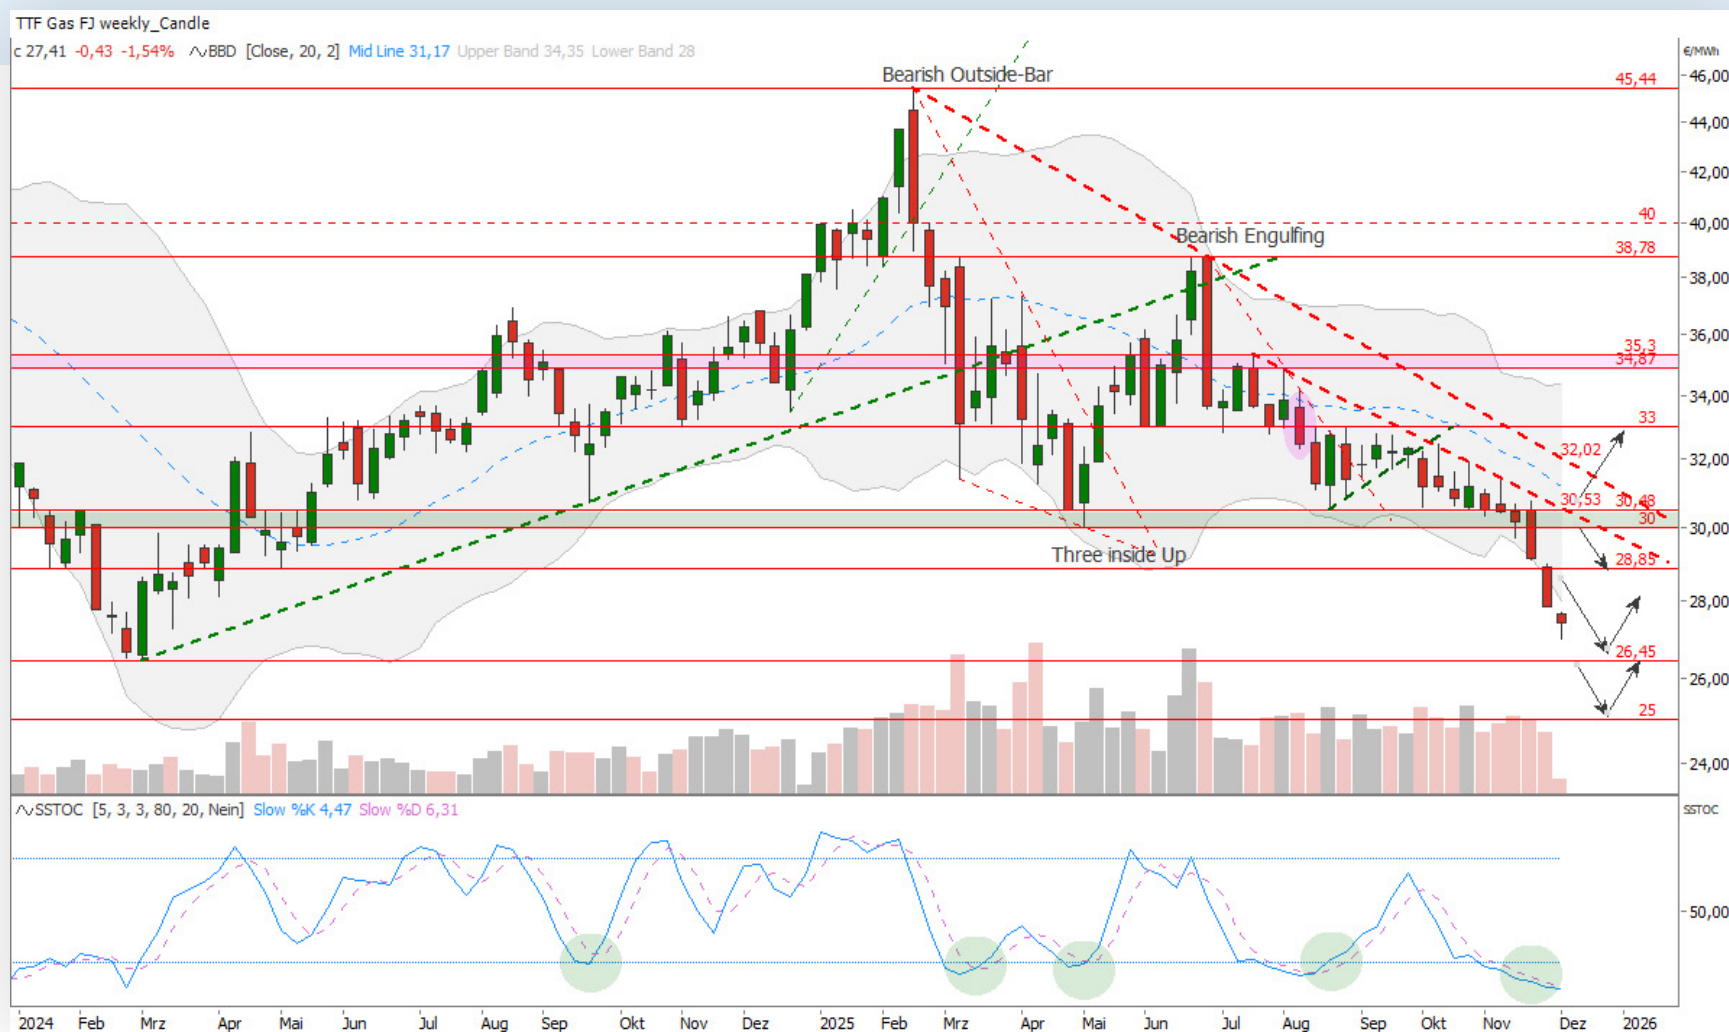 TTF Gas FJ weekly_Candle
c 27,41 -0,43 -1,54% BBD [Close, 20, 2] Mid Line 31,17 Upper Band 34,35 Lower Band 28
€/MWh
Bearish Outside-Bar
45,44
46,00
44,00
42,00
40
40,00
Bearish Engulfing
38,78
38,00
36,00
35,3
34,87
34,00
33
32,02
32,00
30,53
30,48
30
30,00
Three inside Up
28,85
28,00
26,45
26,00
25
24,00
SSTOC [5, 3, 3, 80, 20, Nein] Slow %K 4,47 Slow %D 6,31
SSTOC
50,00
2024 Feb Mrz Apr Mai Jun Jul Aug Sep Okt Nov Dez 2025 Feb Mrz Apr Mai Jun Jul Aug Sep Okt Nov Dez 2026